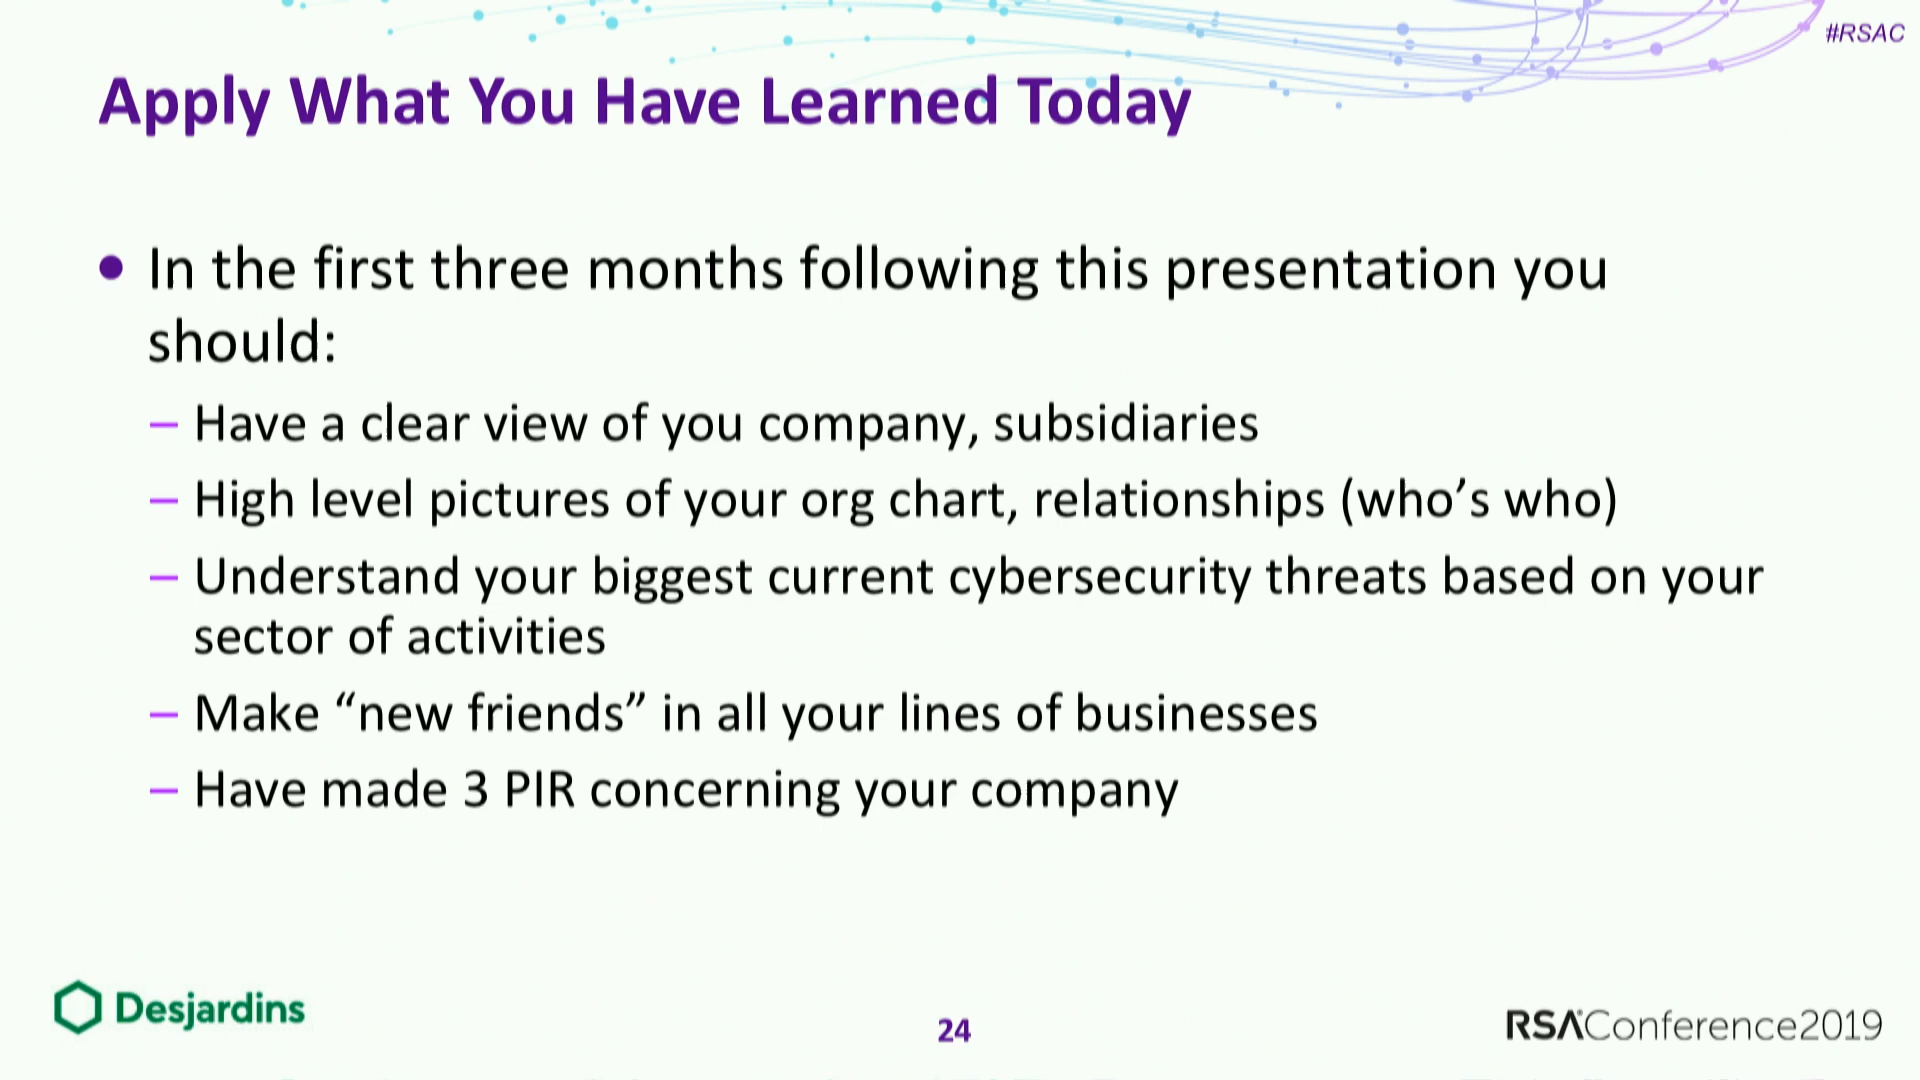 #RSAC
Apply What You Have Learned Today
• In the first three months following this presentation you
should:
– Have a clear view of you company, subsidiaries
– High level pictures of your org chart, relationships (who’s who)
– Understand your biggest current cybersecurity threats based on your
sector of activities
– Make “new friends” in all your lines of businesses
– Have made 3 PIR concerning your company
Desjardins
24
RSAConference2019